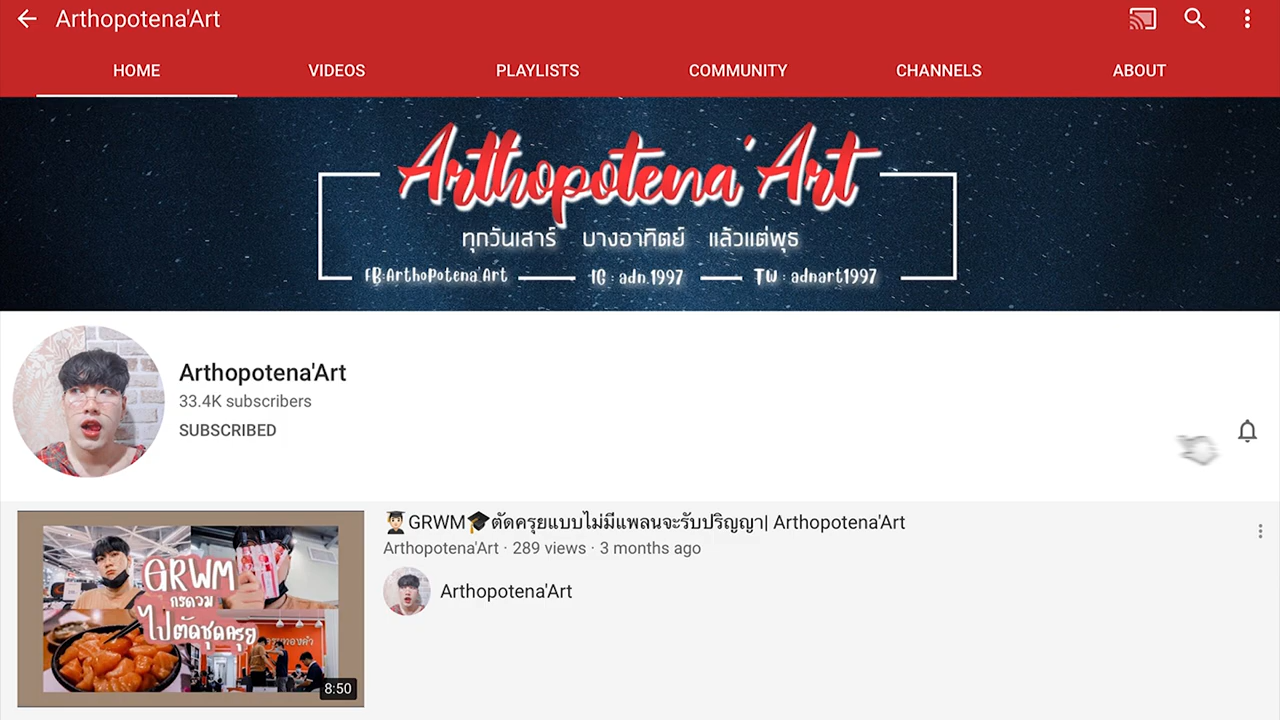 Arthopotena'Art
HOME VIDEOS PLAYLISTS COMMUNITY CHANNELS ABOUT
Arthopotena'Art
ทุกวันเสาร์ บางอาทิตย์ แล้วแต่พุธ
FB:ArthoPotena'Art IG : adn.1997 TW : adnart1997
Arthopotena'Art
33.4K subscribers
SUBSCRIBED
GRWM
กรดวม
ไปตัดชุดครุย
8:50
🧑🏻‍🎓GRWM🎓ตัดครุยแบบไม่มีแพลนจะรับปริญญา| Arthopotena'Art
Arthopotena'Art · 289 views · 3 months ago
Arthopotena'Art